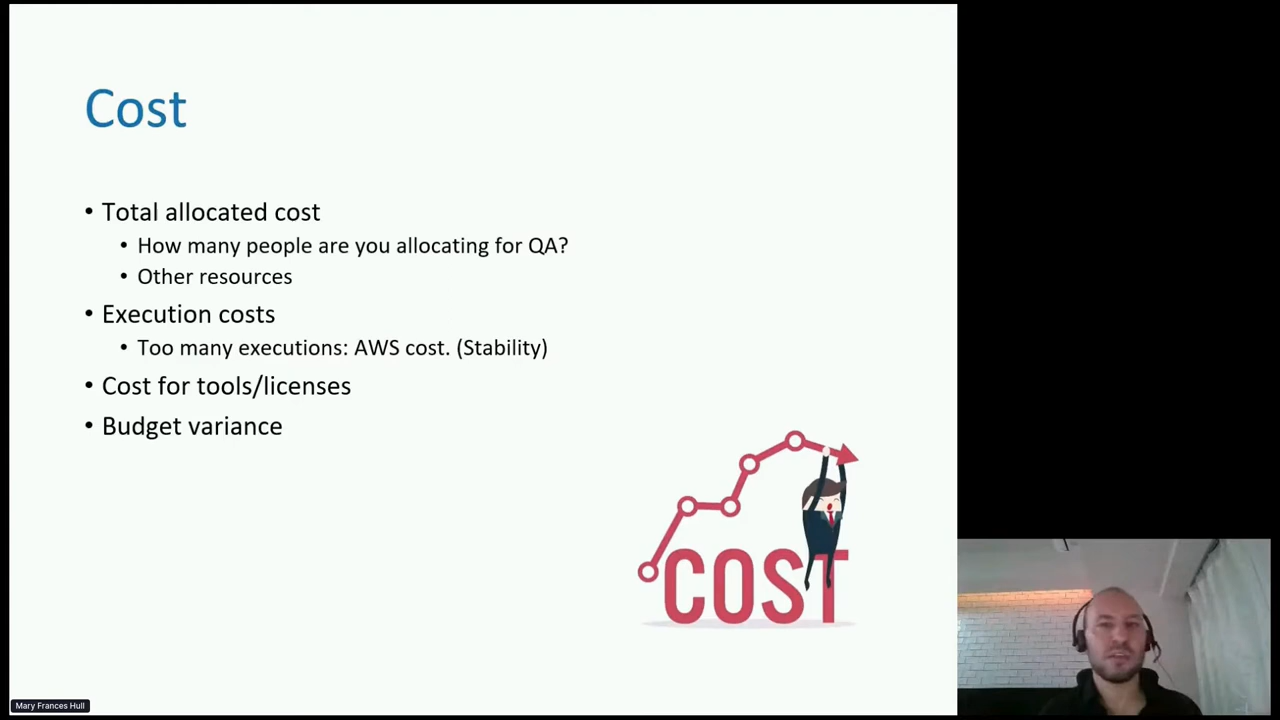 Cost
• Total allocated cost
• How many people are you allocating for QA?
• Other resources
• Execution costs
• Too many executions: AWS cost. (Stability)
• Cost for tools/licenses
• Budget variance
COST
Mary Frances Hull